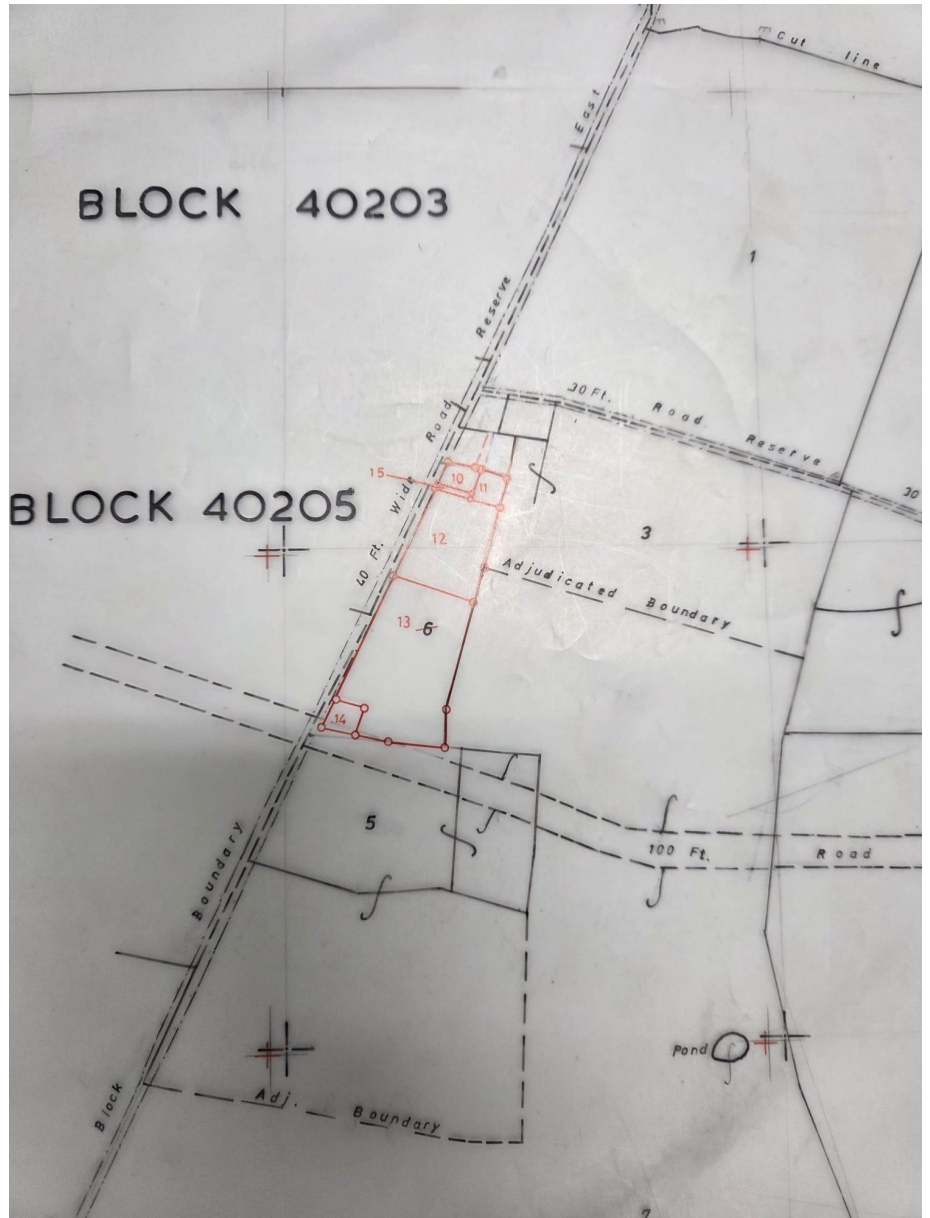 Cut line
East
BLOCK 40203
1
Reserve
30 Ft. Road Reserve
30
Road
15
10
11
BLOCK 40205
Wide
12
3
40 Ft.
Adjudicated Boundary
13 6
14
5
100 Ft. Road
Boundary
Pond
Block
Adj. Boundary
7